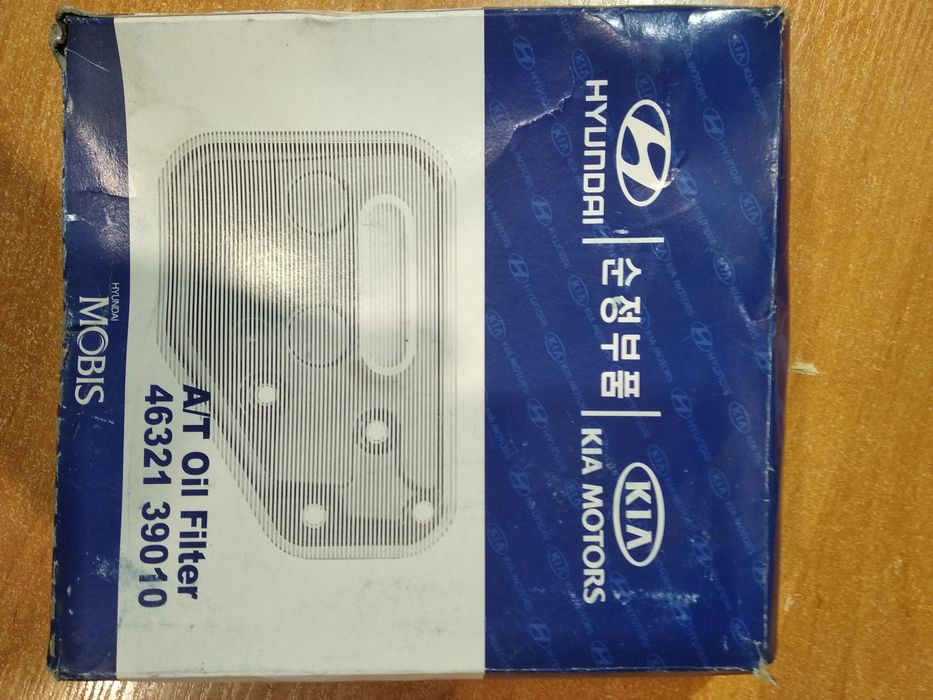 HYUNDAI
순정부품
KIA
KIA MOTORS
A/T Oil Filter
46321 39010
HYUNDAI
MOBIS